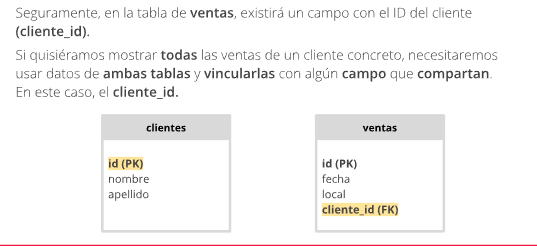 Seguramente, en la tabla de ventas, existirá un campo con el ID del cliente
(cliente_id).
Si quisiéramos mostrar todas las ventas de un cliente concreto, necesitaremos
usar datos de ambas tablas y vincularlas con algún campo que compartan.
En este caso, el cliente_id.
clientes
id (PK)
nombre
apellido
ventas
id (PK)
fecha
local
cliente_id (FK)